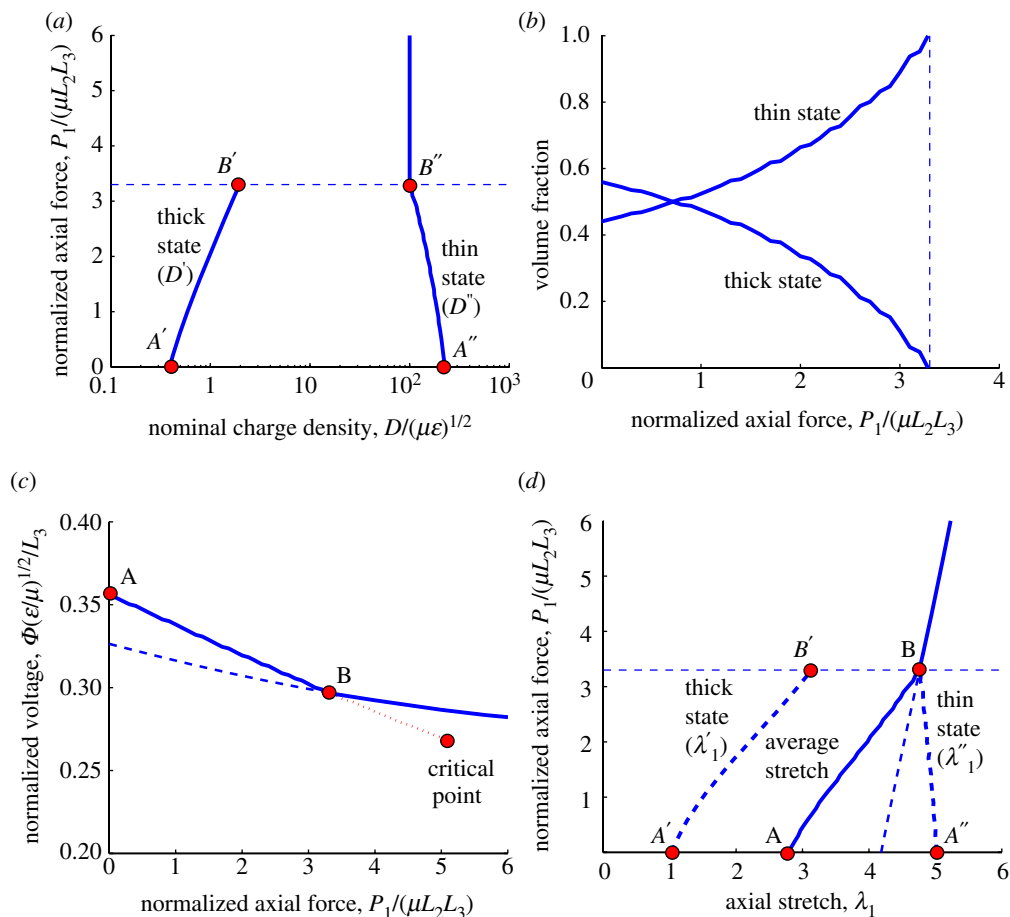 (a)
normalized axial force, P₁/(μL₂L₃)
6
5
4
3
2
1
0
B′
B″
thick
state
(D′)
thin
state
(D″)
A′
A″
0.1
1
10
10²
10³
nominal charge density, D/(με)^1/2
(b)
volume fraction
1.0
0.8
0.6
0.4
0.2
0
thin state
thick state
1
2
3
4
normalized axial force, P₁/(μL₂L₃)
(c)
normalized voltage, Φ(ε/μ)^1/2/L₃
0.40
0.35
0.30
0.25
0.20
A
B
critical
point
0
1
2
3
4
5
6
normalized axial force, P₁/(μL₂L₃)
(d)
normalized axial force, P₁/(μL₂L₃)
6
5
4
3
2
1
B′
B
thick
state
(λ′₁)
average
stretch
thin
state
(λ″₁)
A′
A
A″
0
1
2
3
4
5
6
axial stretch, λ₁